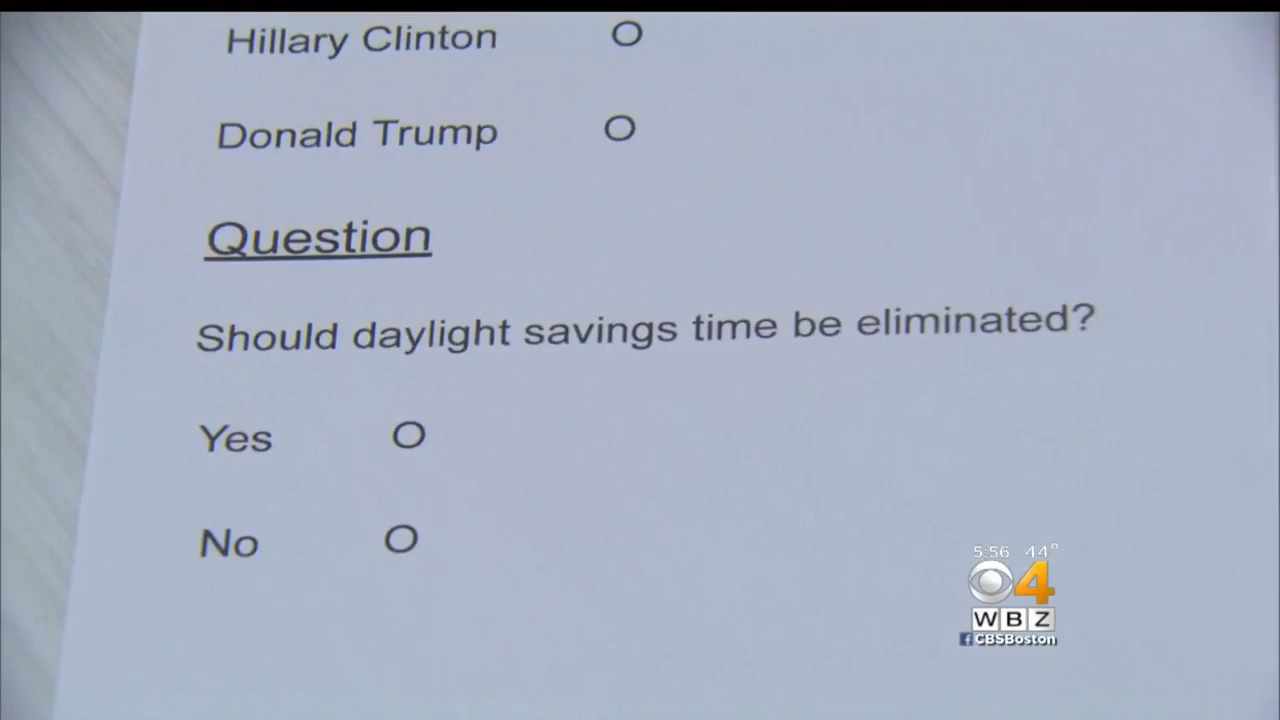 Hillary Clinton O
Donald Trump O
Question
Should daylight savings time be eliminated?
Yes O
No O
5:56 44°
4
WBZ
f CBSBoston